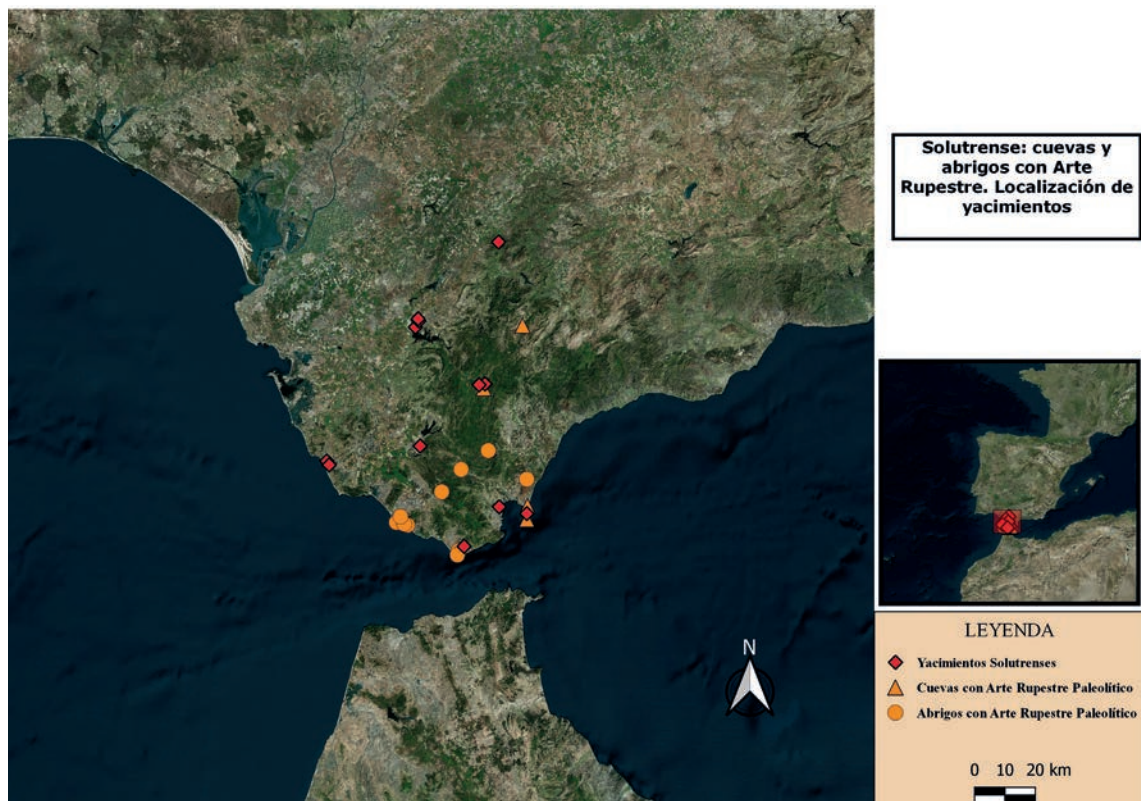 Solutrense: cuevas y
abrigos con Arte
Rupestre. Localización de
yacimientos
N
LEYENDA
Yacimientos Solutrenses
Cuevas con Arte Rupestre Paleolítico
Abrigos con Arte Rupestre Paleolítico
0 10 20 km